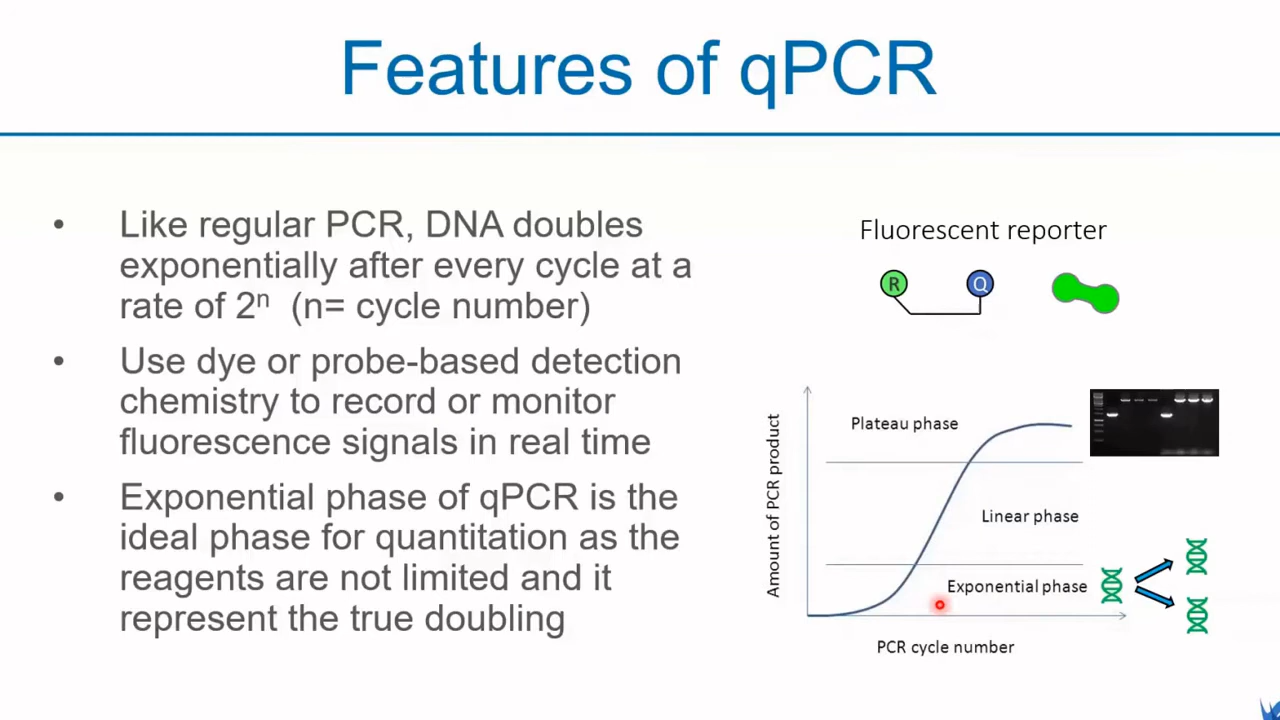 Features of qPCR
• Like regular PCR, DNA doubles
exponentially after every cycle at a
rate of 2ⁿ (n= cycle number)
• Use dye or probe-based detection
chemistry to record or monitor
fluorescence signals in real time
• Exponential phase of qPCR is the
ideal phase for quantitation as the
reagents are not limited and it
represent the true doubling
Fluorescent reporter
R
Q
Amount of PCR product
Plateau phase
Linear phase
Exponential phase
PCR cycle number